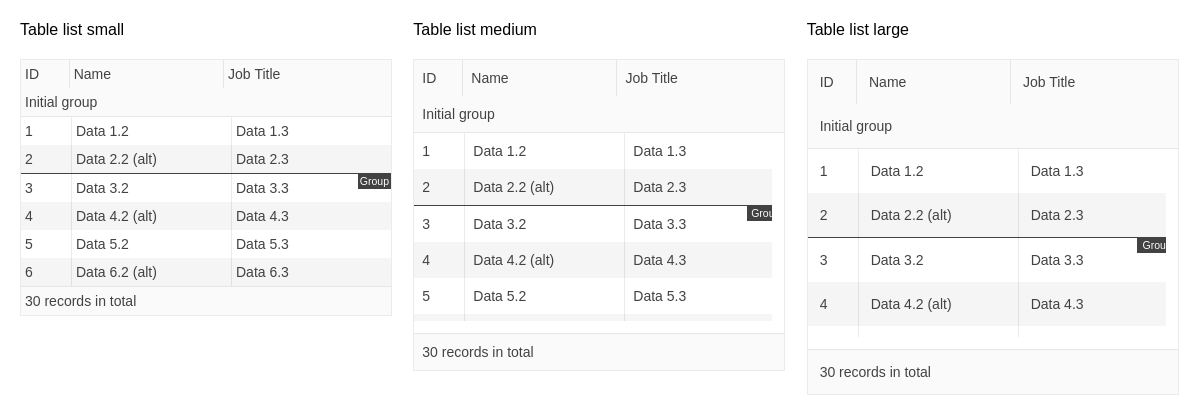 Table list small
ID Name Job Title
Initial group
1 Data 1.2 Data 1.3
2 Data 2.2 (alt) Data 2.3
Group
3 Data 3.2 Data 3.3
4 Data 4.2 (alt) Data 4.3
5 Data 5.2 Data 5.3
6 Data 6.2 (alt) Data 6.3
30 records in total
Table list medium
ID Name Job Title
Initial group
1 Data 1.2 Data 1.3
2 Data 2.2 (alt) Data 2.3
Grou
3 Data 3.2 Data 3.3
4 Data 4.2 (alt) Data 4.3
5 Data 5.2 Data 5.3
30 records in total
Table list large
ID Name Job Title
Initial group
1 Data 1.2 Data 1.3
2 Data 2.2 (alt) Data 2.3
Grou
3 Data 3.2 Data 3.3
4 Data 4.2 (alt) Data 4.3
30 records in total